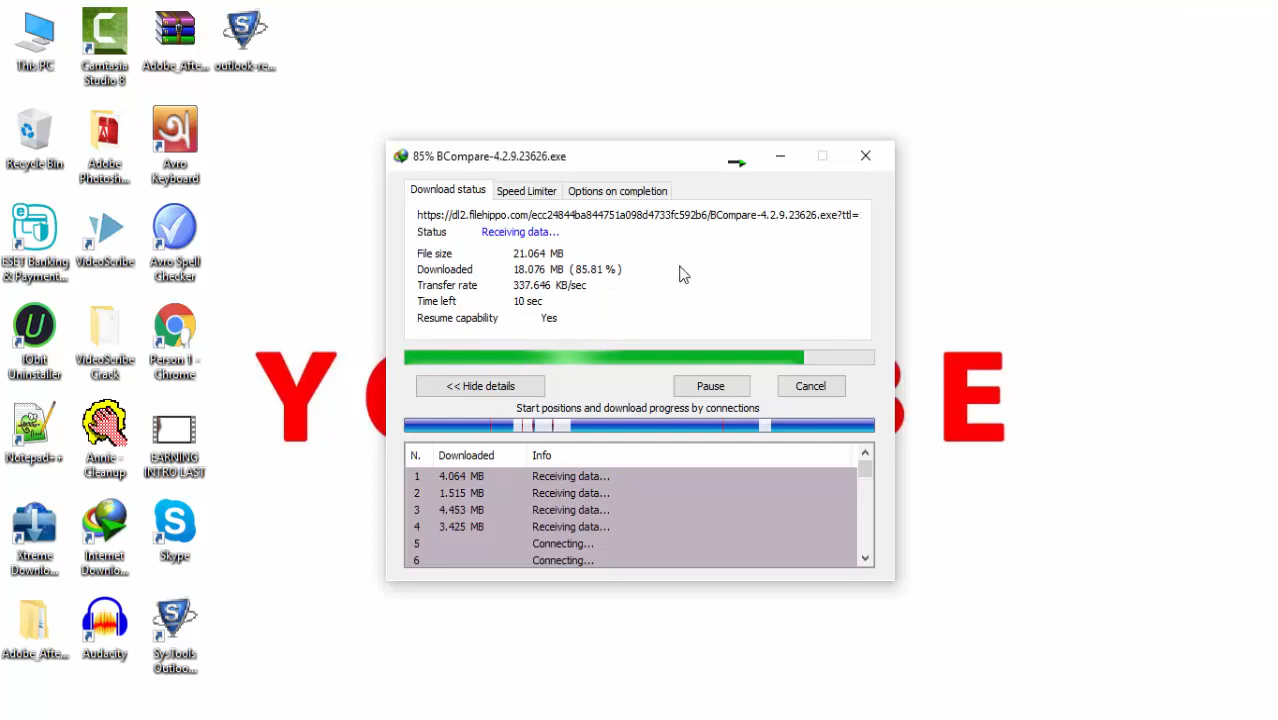 This PC
Camtasia
Studio 8
Adobe_Afte...
outlook-re...
Recycle Bin
Adobe
Photosh...
Avro
Keyboard
ESET Banking
& Paymen...
VideoScribe
Avro Spell
Checker
IObit
Uninstaller
VideoScribe
Crack
Person 1 -
Chrome
Notepad++
Annie -
Cleanup
EARNING
INTRO LAST
Xtreme
Downlo...
Internet
Downlo...
Skype
Adobe_Afte...
Audacity
SysTools
Outloo...
85% BCompare-4.2.9.23626.exe
Download status
Speed Limiter
Options on completion
https://dl2.filehippo.com/ecc24844ba844751a098d4733fc592b6/BCompare-4.2.9.23626.exe?ttl=
Status Receiving data...
File size 21.064 MB
Downloaded 18.076 MB ( 85.81 % )
Transfer rate 337.646 KB/sec
Time left 10 sec
Resume capability Yes
<< Hide details
Pause
Cancel
Start positions and download progress by connections
N. Downloaded Info
1 4.064 MB Receiving data...
2 1.515 MB Receiving data...
3 4.453 MB Receiving data...
4 3.425 MB Receiving data...
5 Connecting...
6 Connecting...